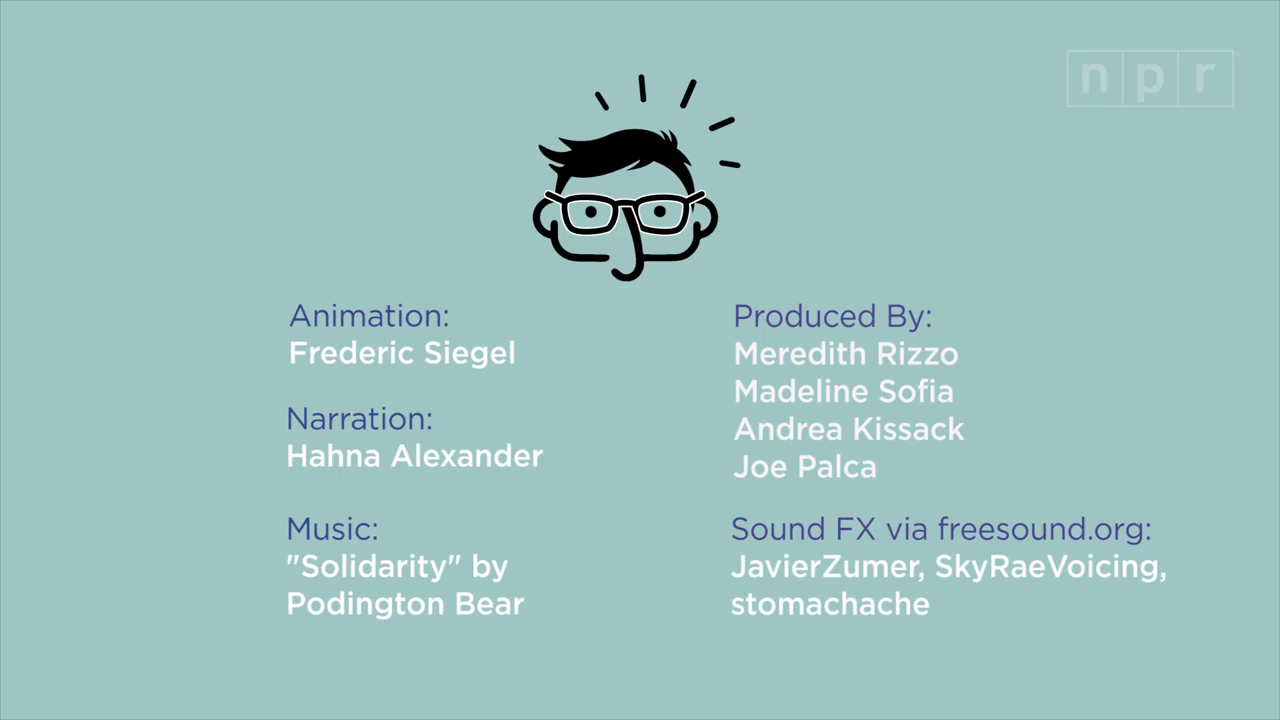 npr
Animation:
Frederic Siegel
Narration:
Hahna Alexander
Music:
"Solidarity" by
Podington Bear
Produced By:
Meredith Rizzo
Madeline Sofia
Andrea Kissack
Joe Palca
Sound FX via freesound.org:
JavierZumer, SkyRaeVoicing,
stomachache